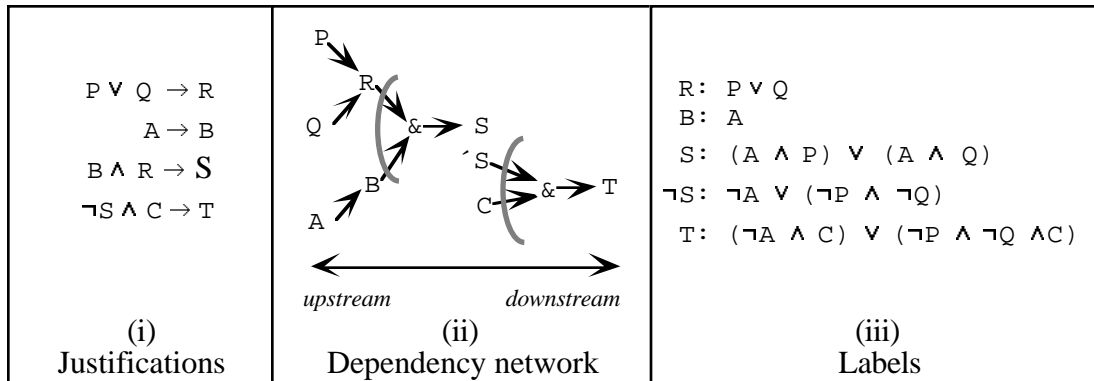 P ∨ Q → R
A → B
B ∧ R → S
¬S ∧ C → T
(i)
Justifications
P
R
Q
& S
´S
B
& T
C
A
upstream downstream
(ii)
Dependency network
R: P ∨ Q
B: A
S: (A ∧ P) ∨ (A ∧ Q)
¬S: ¬A ∨ (¬P ∧ ¬Q)
T: (¬A ∧ C) ∨ (¬P ∧ ¬Q ∧C)
(iii)
Labels